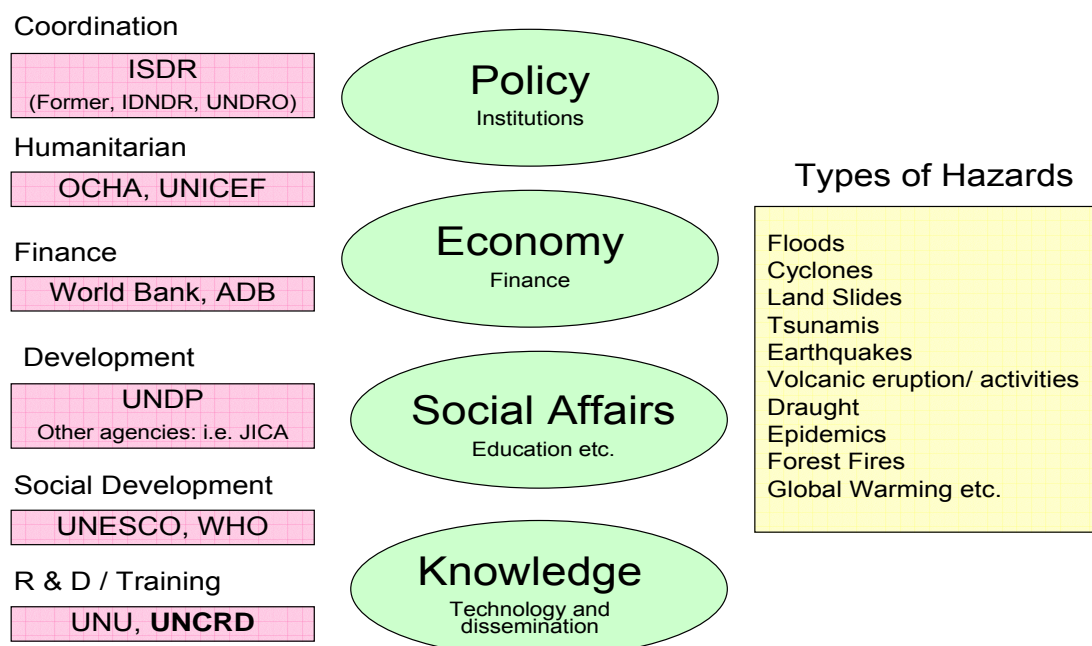 Coordination
ISDR
(Former, IDNDR, UNDRO)
Humanitarian
OCHA, UNICEF
Finance
World Bank, ADB
Development
UNDP
Other agencies: i.e. JICA
Social Development
UNESCO, WHO
R & D / Training
UNU, UNCRD
Policy
Institutions
Economy
Finance
Social Affairs
Education etc.
Knowledge
Technology and
dissemination
Types of Hazards
Floods
Cyclones
Land Slides
Tsunamis
Earthquakes
Volcanic eruption/ activities
Draught
Epidemics
Forest Fires
Global Warming etc.